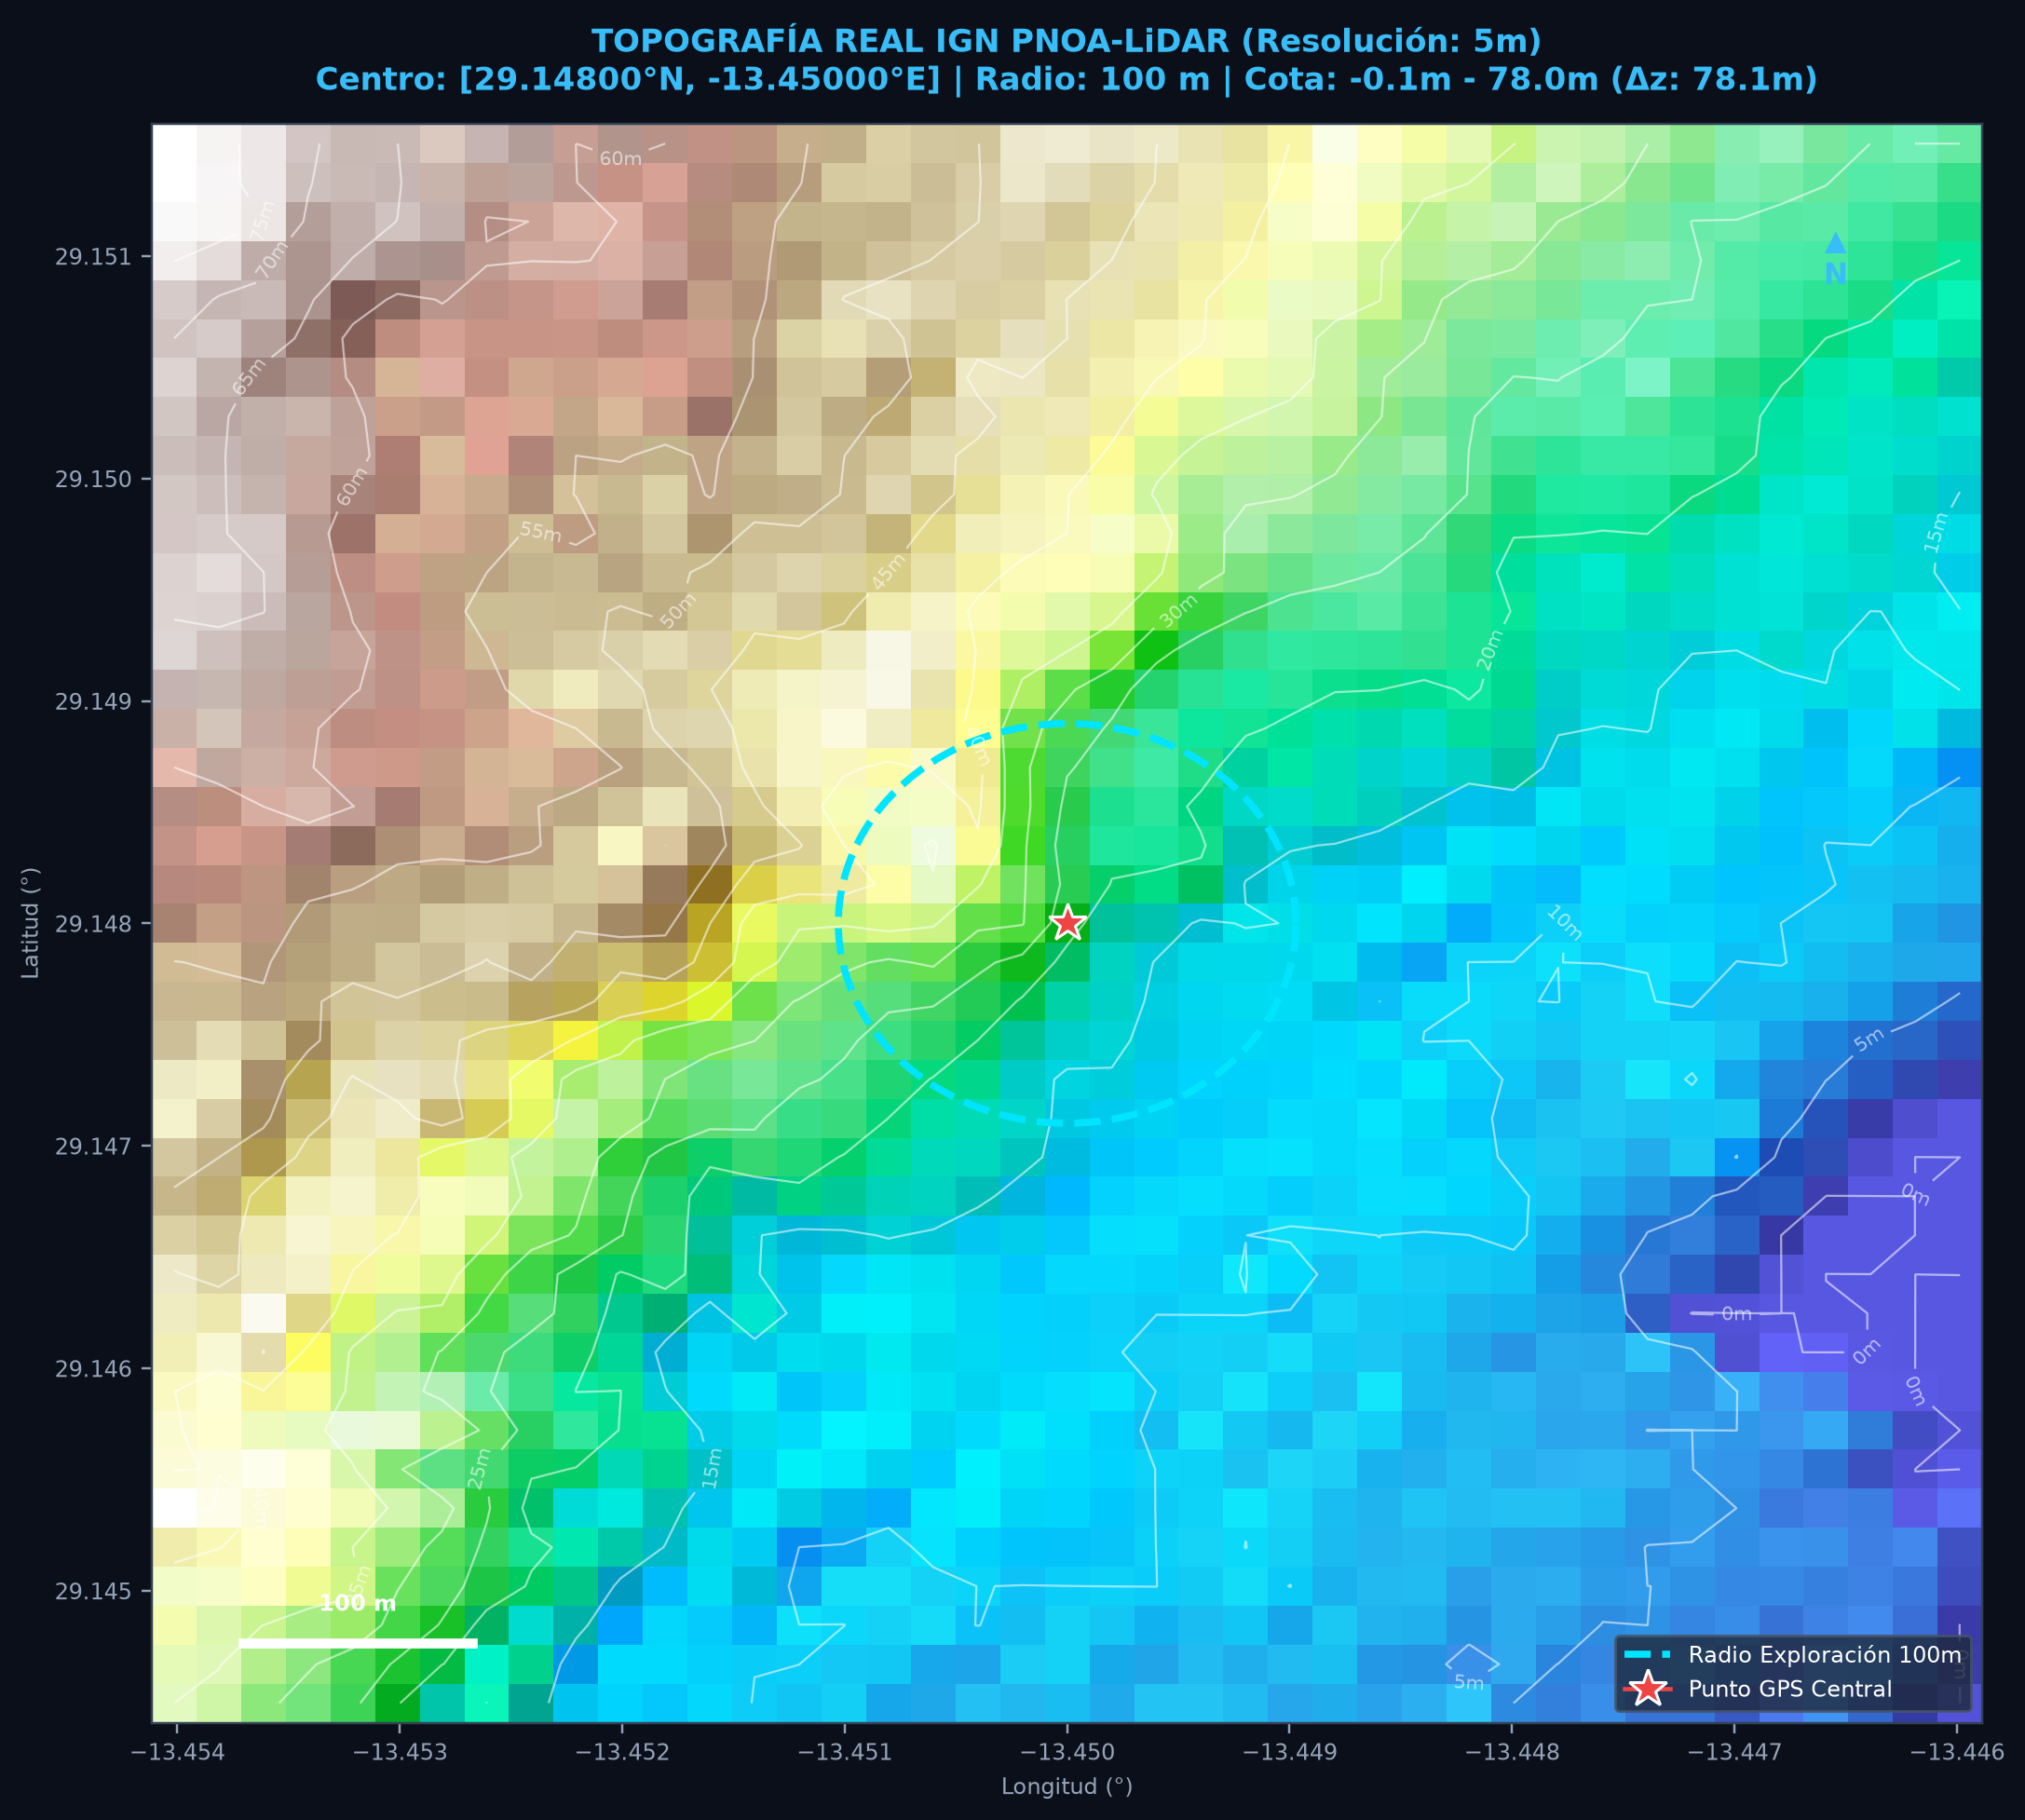 TOPOGRAFÍA REAL IGN PNOA-LiDAR (Resolución: 5m)
Centro: [29.14800°N, -13.45000°E] | Radio: 100 m | Cota: -0.1m - 78.0m (Δz: 78.1m)
60m
75m
70m
N
65m
29.151
29.150
60m
55m
45m
15m
50m
30m
20m
29.149
29.148
10m
Latitud (°)
5m
29.147
0m
0m
0m
29.146
0m
25m
15m
29.145
100 m
5m
Radio Exploración 100m
Punto GPS Central
−13.454
−13.453
−13.452
−13.451
−13.450
−13.449
−13.448
−13.447
−13.446
Longitud (°)